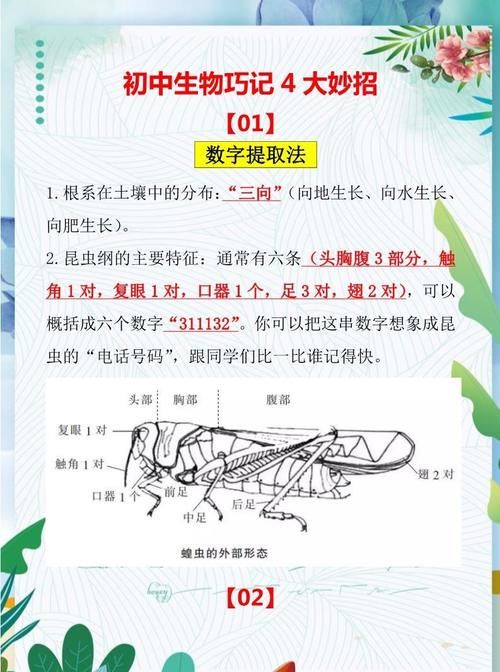 初中生物巧记 4 大妙招
【01】
数字提取法
1. 根系在土壤中的分布：“三向”（向地生长、向水生长、
向肥生长）。
2. 昆虫纲的主要特征：通常有六条（头胸腹 3 部分，触
角 1 对，复眼 1 对，口器 1 个，足 3 对，翅 2 对），可以
概括成六个数字“311132”。你可以把这串数字想象成昆
虫的“电话号码”，跟同学们比一比谁记得快。
头部 胸部 腹部
复眼 1 对
触角 1 对
翅 2 对
口器 1 个 前足 后足
中足
蝗虫的外部形态
honey
【02】